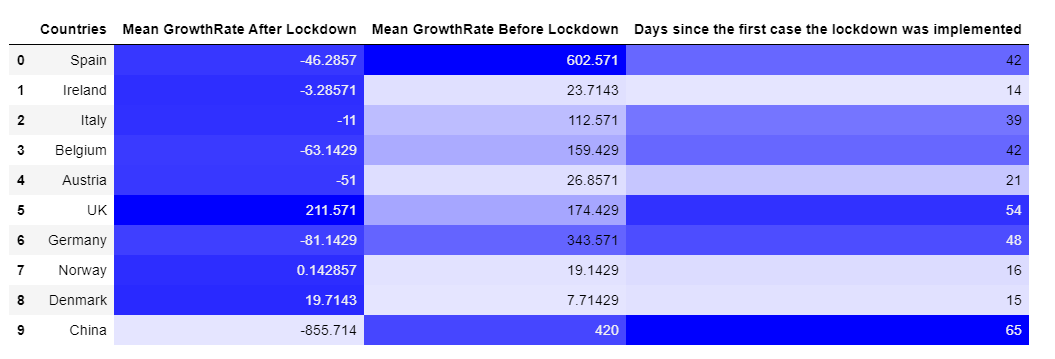 Countries Mean GrowthRate After Lockdown Mean GrowthRate Before Lockdown Days since the first case the lockdown was implemented
0 Spain -46.2857 602.571 42
1 Ireland -3.28571 23.7143 14
2 Italy -11 112.571 39
3 Belgium -63.1429 159.429 42
4 Austria -51 26.8571 21
5 UK 211.571 174.429 54
6 Germany -81.1429 343.571 48
7 Norway 0.142857 19.1429 16
8 Denmark 19.7143 7.71429 15
9 China -855.714 420 65